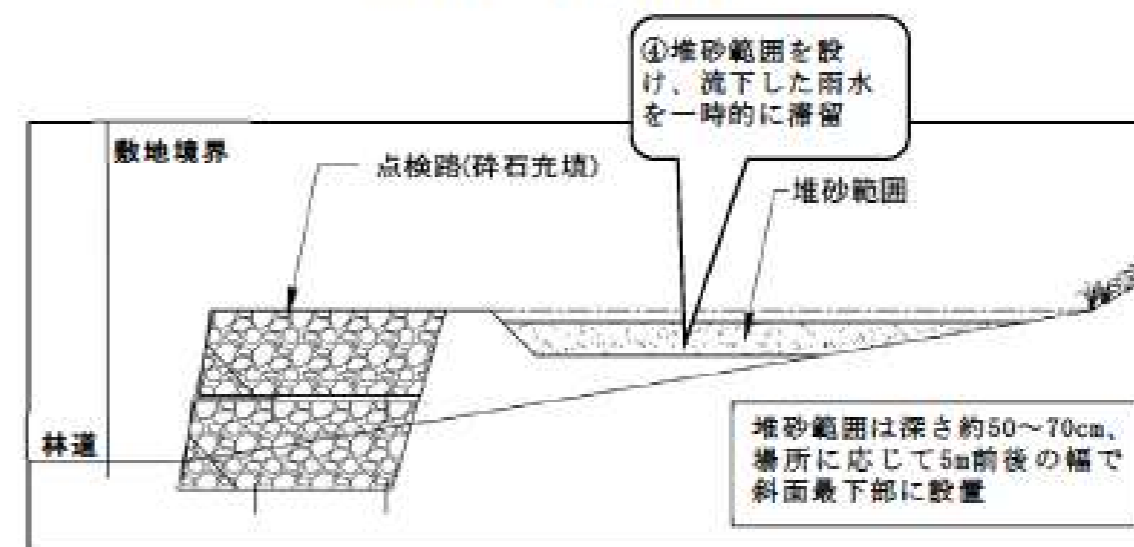 ④堆砂範囲を設
け、流下した雨水
を一時的に滞留
敷地境界
点検路(砕石充填)
堆砂範囲
林道
堆砂範囲は深さ約50～70cm、
場所に応じて5m前後の幅で
斜面最下部に設置